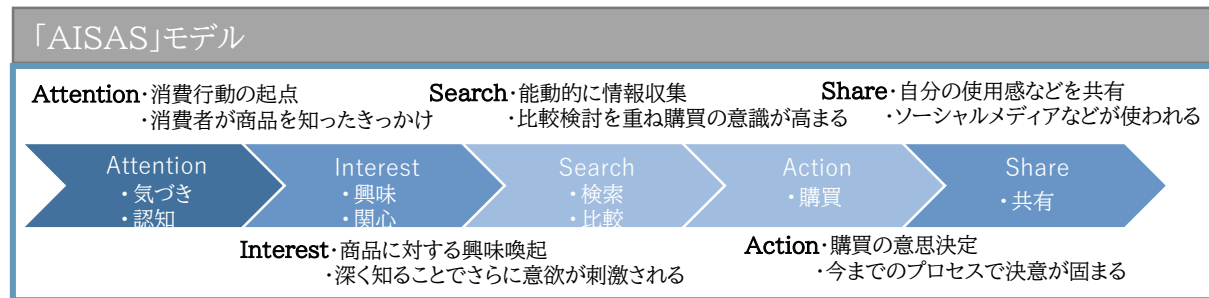 「AISAS」モデル
Attention・消費行動の起点
・消費者が商品を知ったきっかけ
Search・能動的に情報収集
・比較検討を重ね購買の意識が高まる
Share・自分の使用感などを共有
・ソーシャルメディアなどが使われる
Attention
・気づき
・認知
Interest
・興味
・関心
Search
・検索
・比較
Action
・購買
Share
・共有
Interest・商品に対する興味喚起
・深く知ることでさらに意欲が刺激される
Action・購買の意思決定
・今までのプロセスで決意が固まる